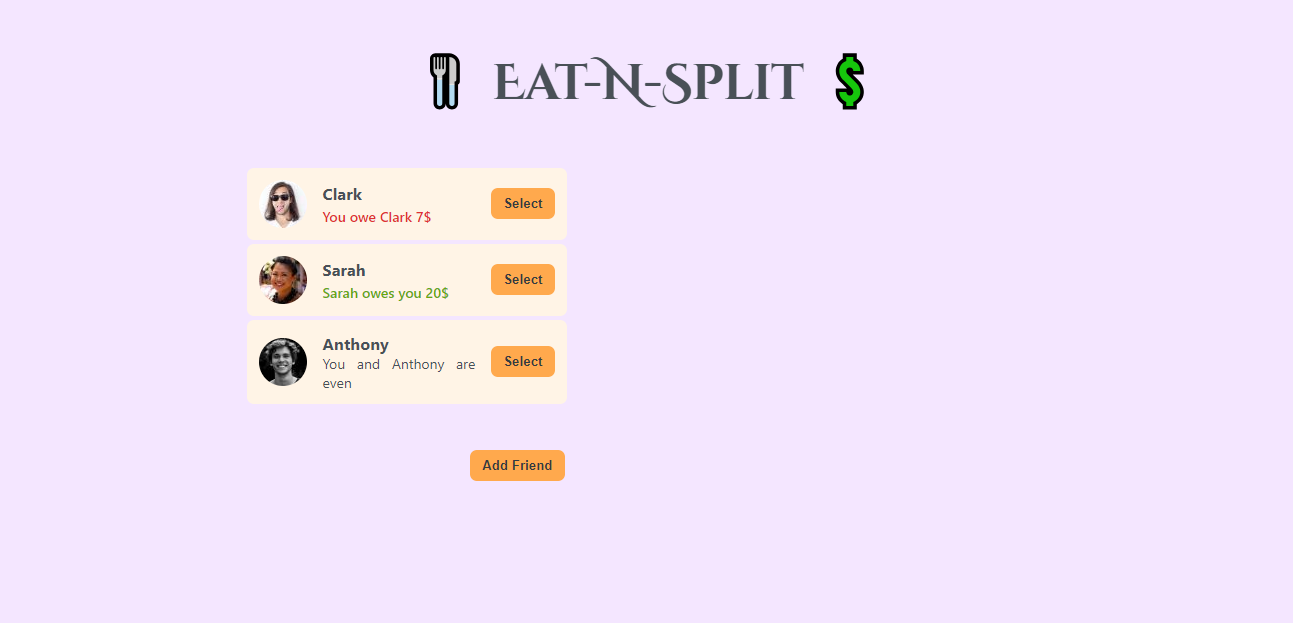 Eat-N-Split
Clark
You owe Clark 7$
Select
Sarah
Sarah owes you 20$
Select
Anthony
You and Anthony are
even
Select
Add Friend